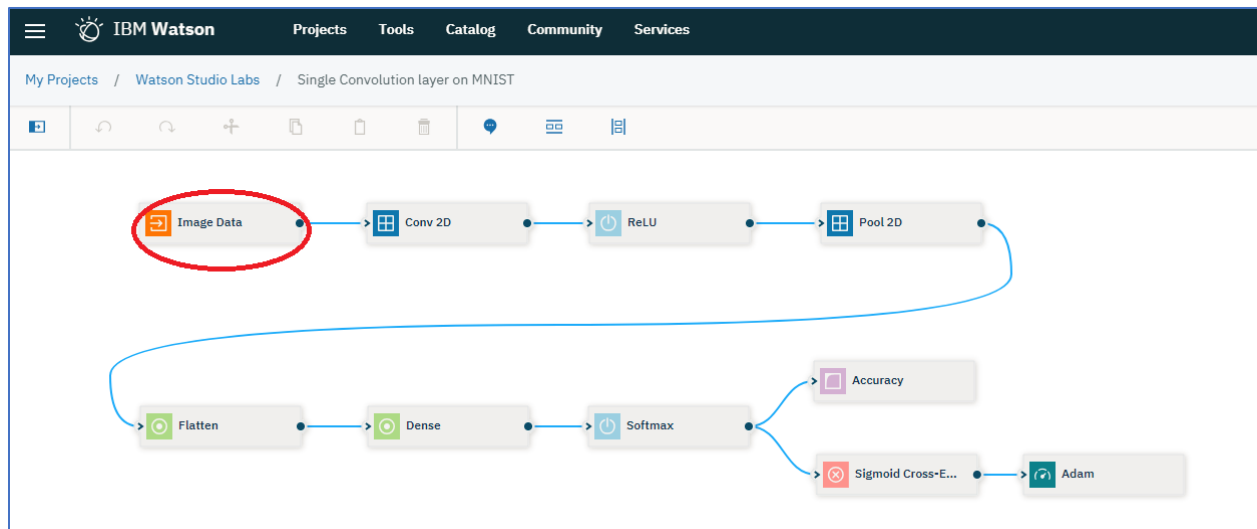 IBM Watson Projects Tools Catalog Community Services
My Projects / Watson Studio Labs / Single Convolution layer on MNIST
Image Data Conv 2D ReLU Pool 2D
Accuracy
Flatten Dense Softmax
Sigmoid Cross-E... Adam